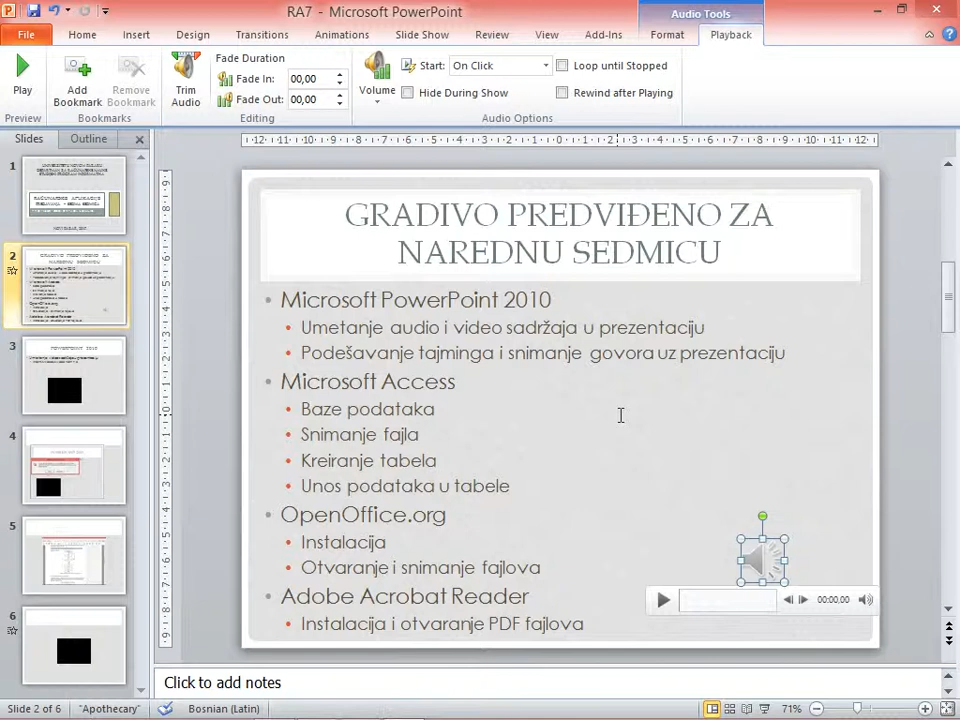 RA7 - Microsoft PowerPoint
Audio Tools
File Home Insert Design Transitions Animations Slide Show Review View Add-Ins Format Playback
Play
Preview
Add Bookmark
Remove Bookmark
Bookmarks
Trim Audio
Fade Duration
Fade In: 00,00
Fade Out: 00,00
Editing
Volume
Start: On Click
Hide During Show
Loop until Stopped
Rewind after Playing
Audio Options
Slides Outline
1
2
3
4
5
6
GRADIVO PREDVIĐENO ZA
NAREDNU SEDMICU
• Microsoft PowerPoint 2010
• Umetanje audio i video sadržaja u prezentaciju
• Podešavanje tajminga i snimanje govora uz prezentaciju
• Microsoft Access
• Baze podataka
• Snimanje fajla
• Kreiranje tabela
• Unos podataka u tabele
• OpenOffice.org
• Instalacija
• Otvaranje i snimanje fajlova
• Adobe Acrobat Reader
• Instalacija i otvaranje PDF fajlova
00:00,00
Click to add notes
Slide 2 of 6 "Apothecary" Bosnian (Latin) 71%